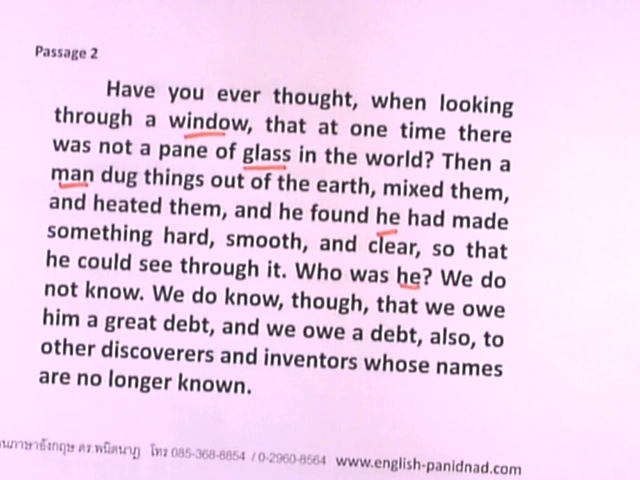 Passage 2
Have you ever thought, when looking
through a window, that at one time there
was not a pane of glass in the world? Then a
man dug things out of the earth, mixed them,
and heated them, and he found he had made
something hard, smooth, and clear, so that
he could see through it. Who was he? We do
not know. We do know, though, that we owe
him a great debt, and we owe a debt, also, to
other discoverers and inventors whose names
are no longer known.
โทร 085-368-8854 / 0-2960-8564 www.english-panidnad.com